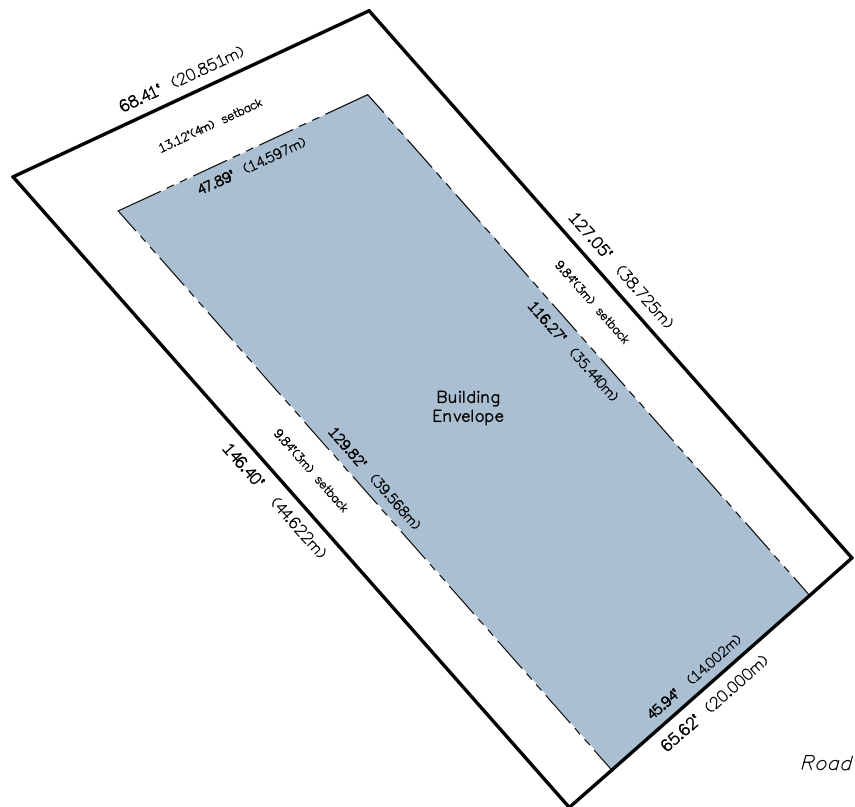 68.41' (20.851m)
13.12'(4m) setback
47.89' (14.597m)
127.05' (38.725m)
9.84'(3m) setback
116.27' (35.440m)
Building
Envelope
129.82' (39.568m)
9.84'(3m) setback
146.40' (44.622m)
45.94' (14.002m)
65.62' (20.000m)
Road